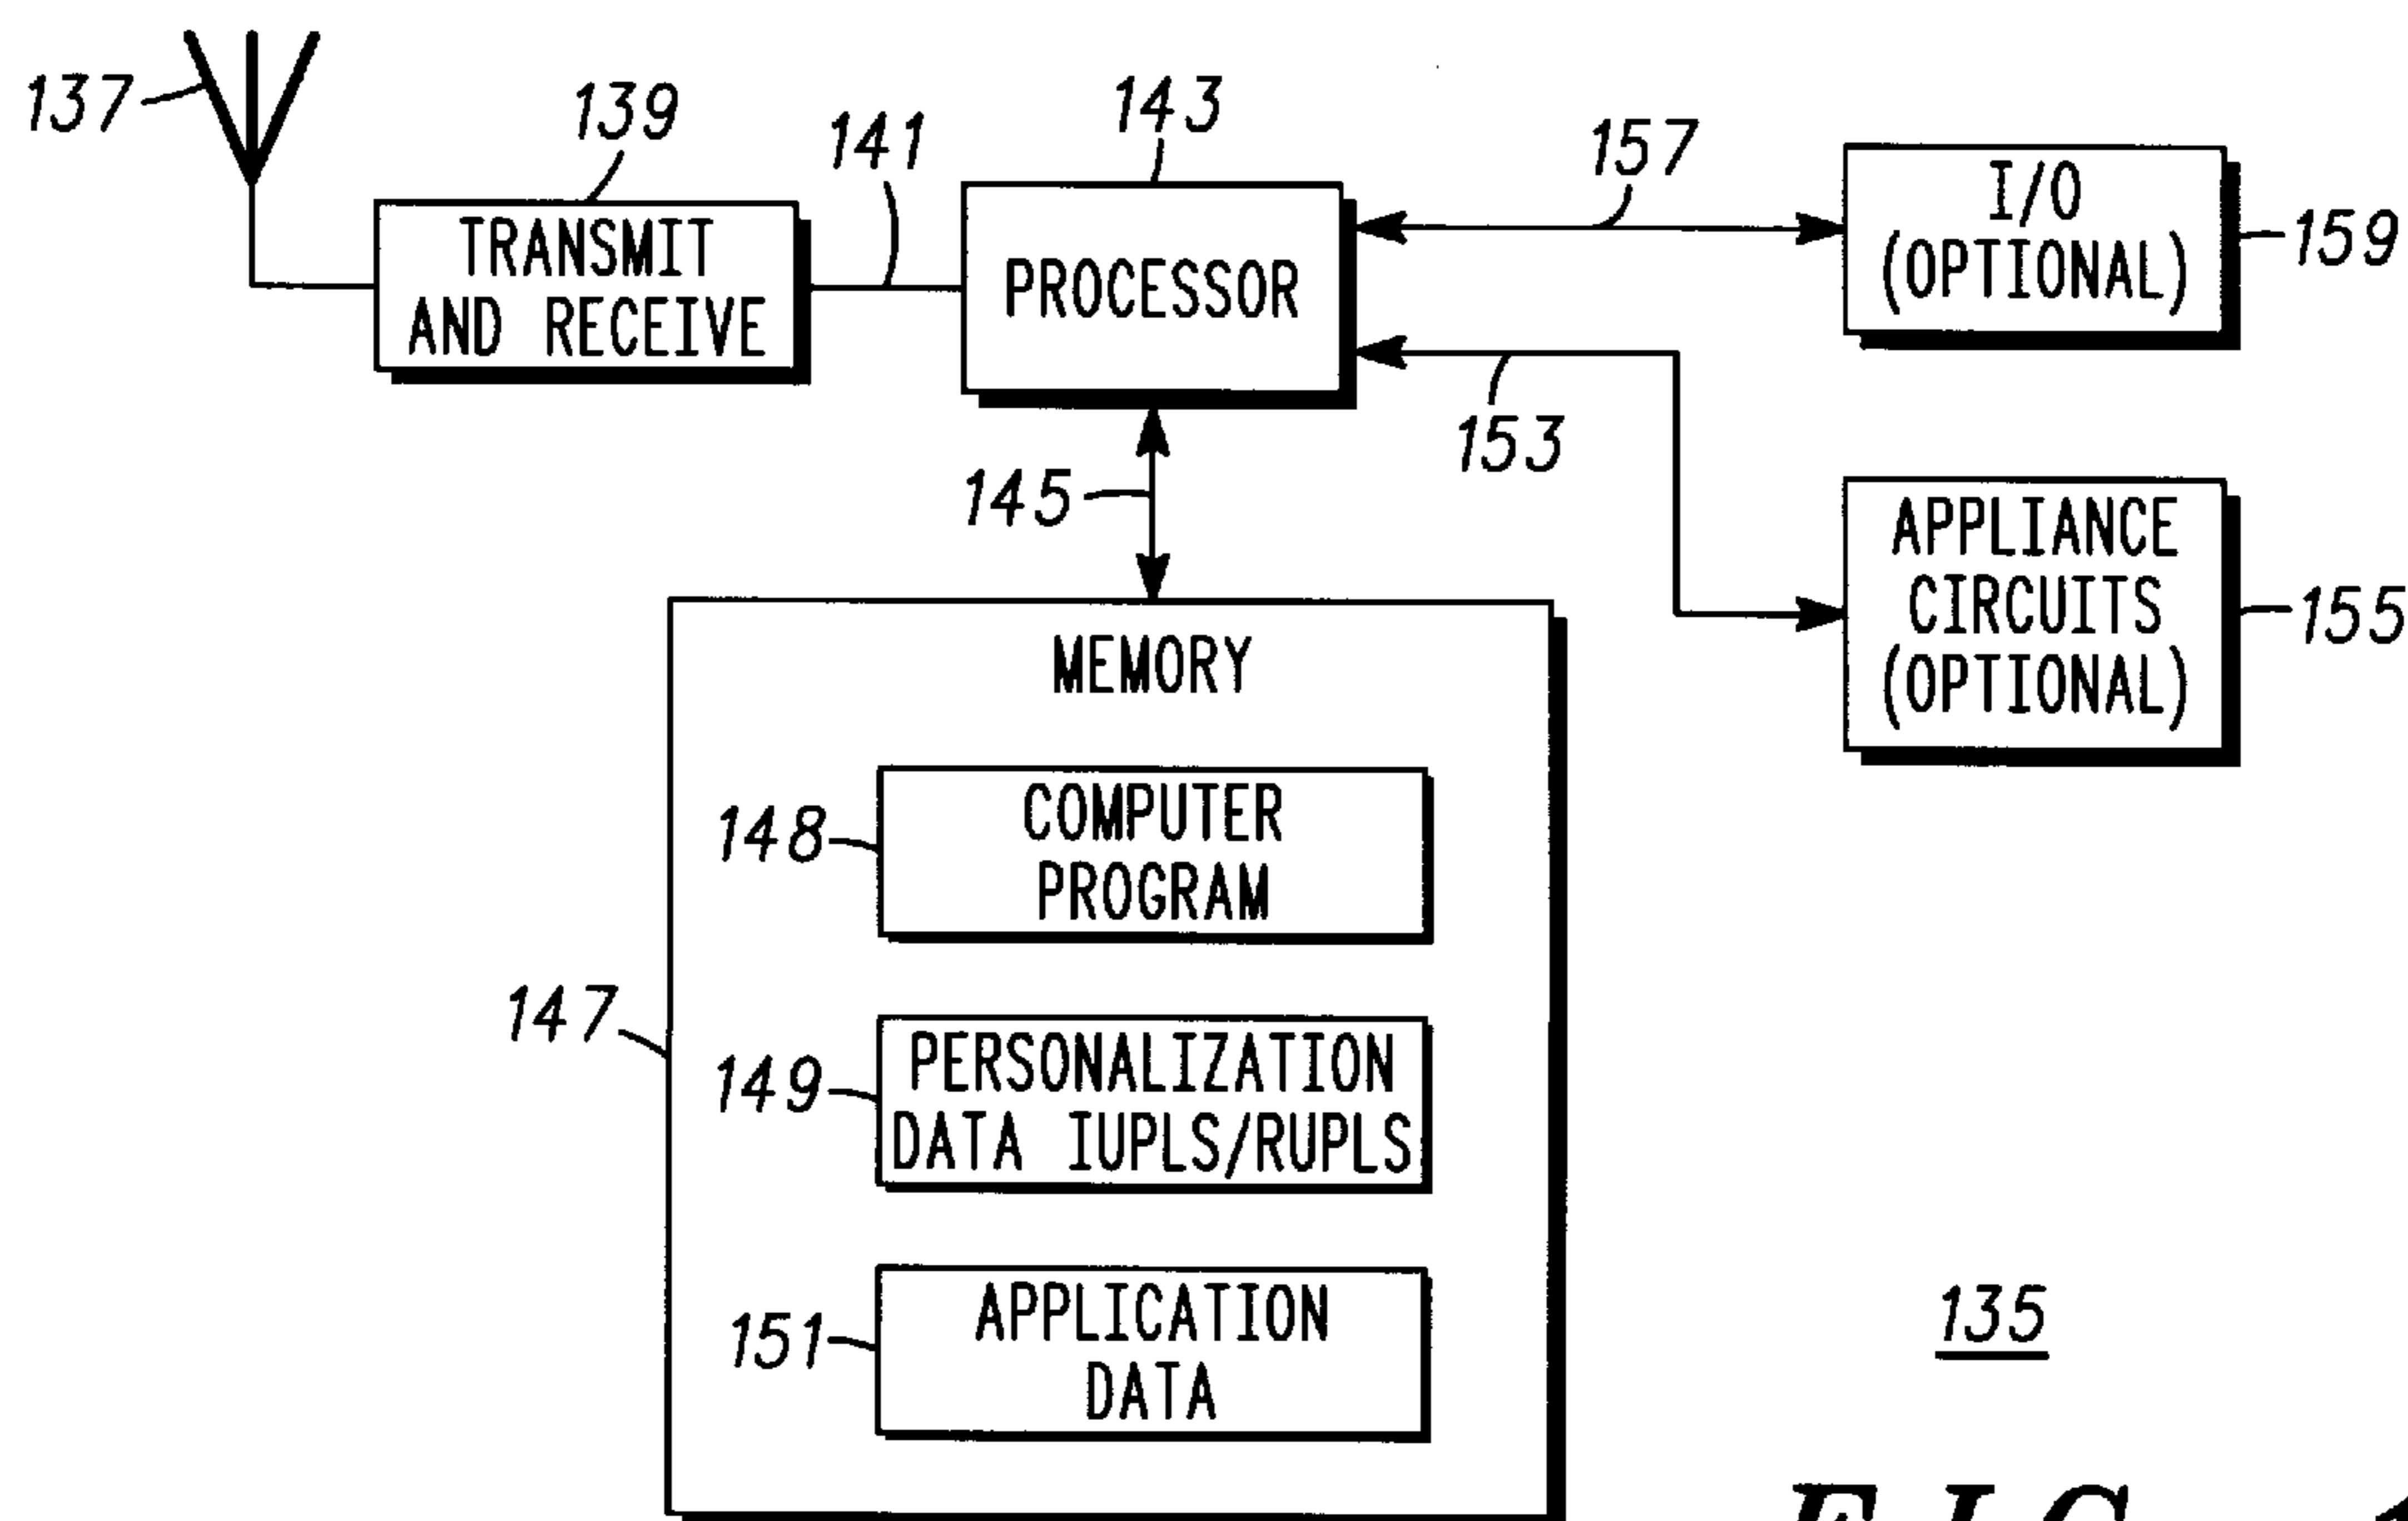 137
139
141
143
157
TRANSMIT
AND RECEIVE
PROCESSOR
I/O
(OPTIONAL)
159
153
145
APPLIANCE
CIRCUITS
(OPTIONAL)
155
MEMORY
148
COMPUTER
PROGRAM
147
149
PERSONALIZATION
DATA IUPLS/RUPLS
151
APPLICATION
DATA
135